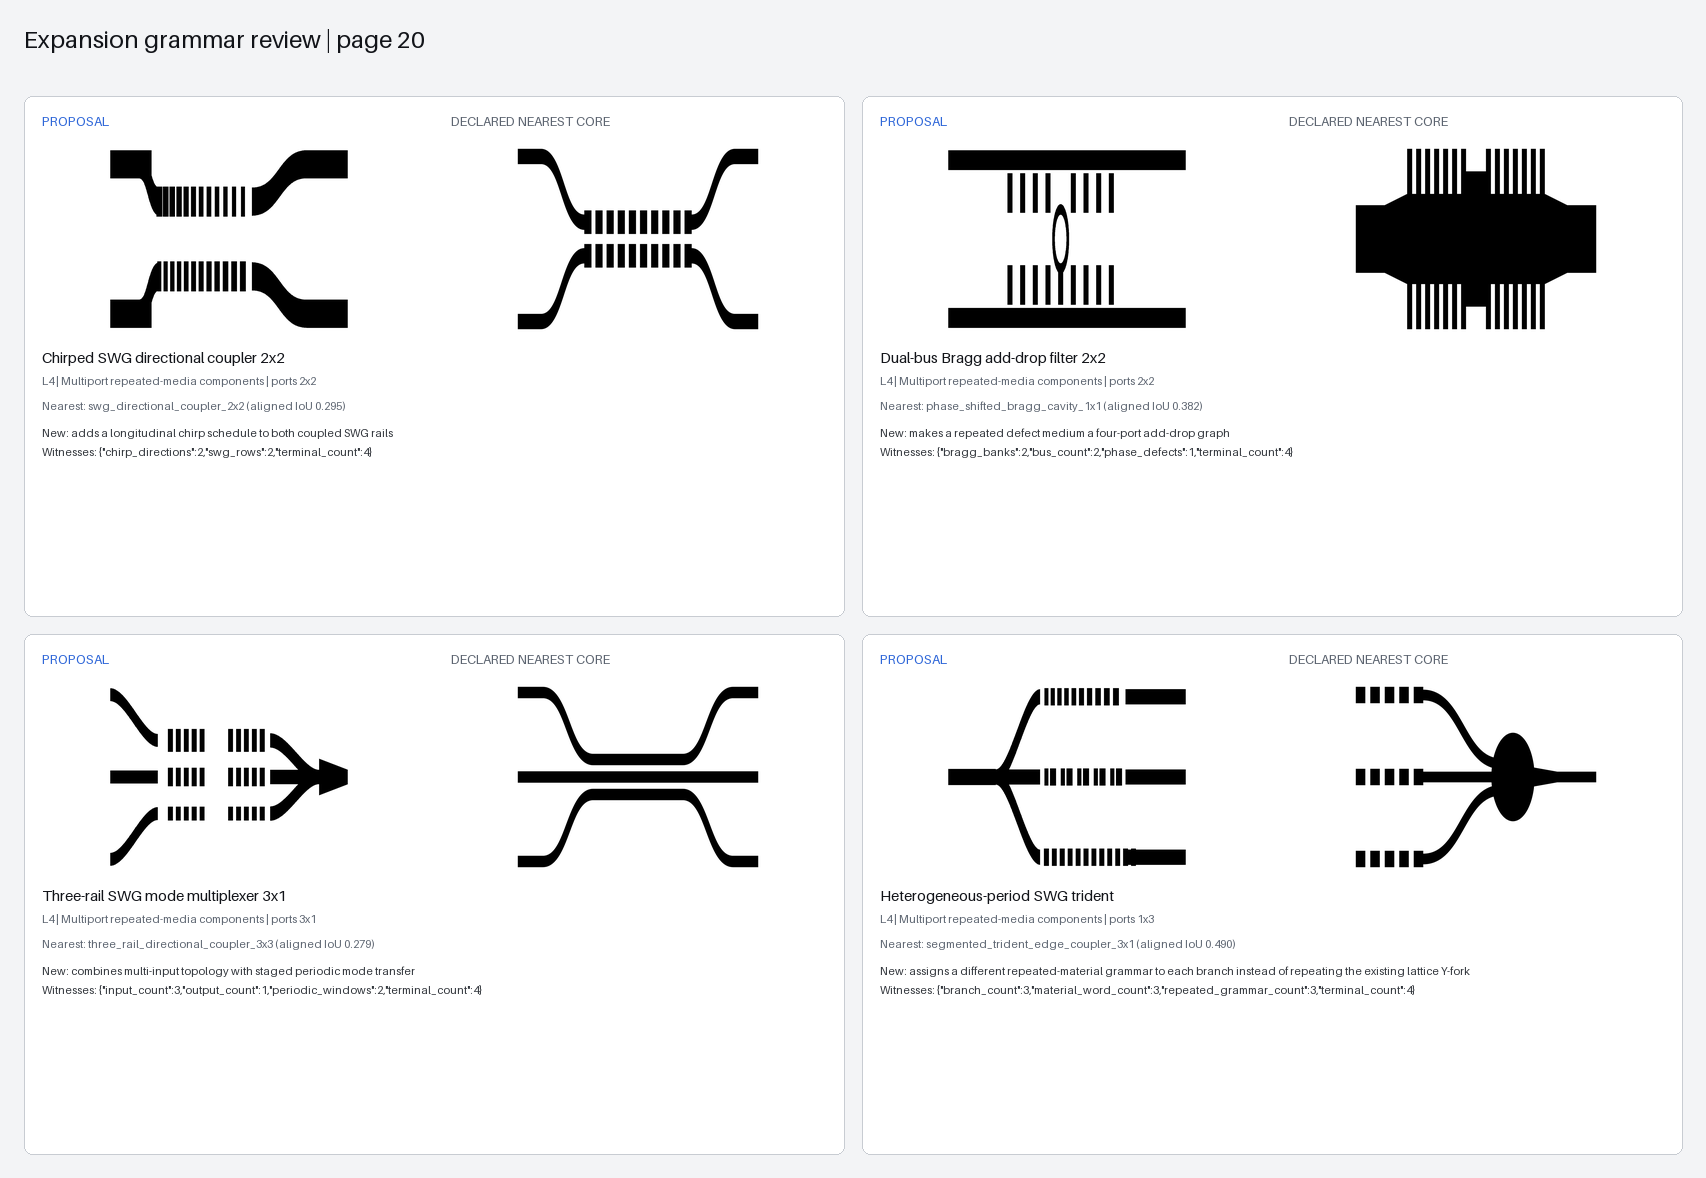 Expansion grammar review | page 20
PROPOSAL
DECLARED NEAREST CORE
Chirped SWG directional coupler 2x2
L4 | Multiport repeated-media components | ports 2x2
Nearest: swg_directional_coupler_2x2 (aligned IoU 0.295)
New: adds a longitudinal chirp schedule to both coupled SWG rails
Witnesses: {"chirp_directions":2,"swg_rows":2,"terminal_count":4}
PROPOSAL
DECLARED NEAREST CORE
Dual-bus Bragg add-drop filter 2x2
L4 | Multiport repeated-media components | ports 2x2
Nearest: phase_shifted_bragg_cavity_1x1 (aligned IoU 0.382)
New: makes a repeated defect medium a four-port add-drop graph
Witnesses: {"bragg_banks":2,"bus_count":2,"phase_defects":1,"terminal_count":4}
PROPOSAL
DECLARED NEAREST CORE
Three-rail SWG mode multiplexer 3x1
L4 | Multiport repeated-media components | ports 3x1
Nearest: three_rail_directional_coupler_3x3 (aligned IoU 0.279)
New: combines multi-input topology with staged periodic mode transfer
Witnesses: {"input_count":3,"output_count":1,"periodic_windows":2,"terminal_count":4}
PROPOSAL
DECLARED NEAREST CORE
Heterogeneous-period SWG trident
L4 | Multiport repeated-media components | ports 1x3
Nearest: segmented_trident_edge_coupler_3x1 (aligned IoU 0.490)
New: assigns a different repeated-material grammar to each branch instead of repeating the existing lattice Y-fork
Witnesses: {"branch_count":3,"material_word_count":3,"repeated_grammar_count":3,"terminal_count":4}